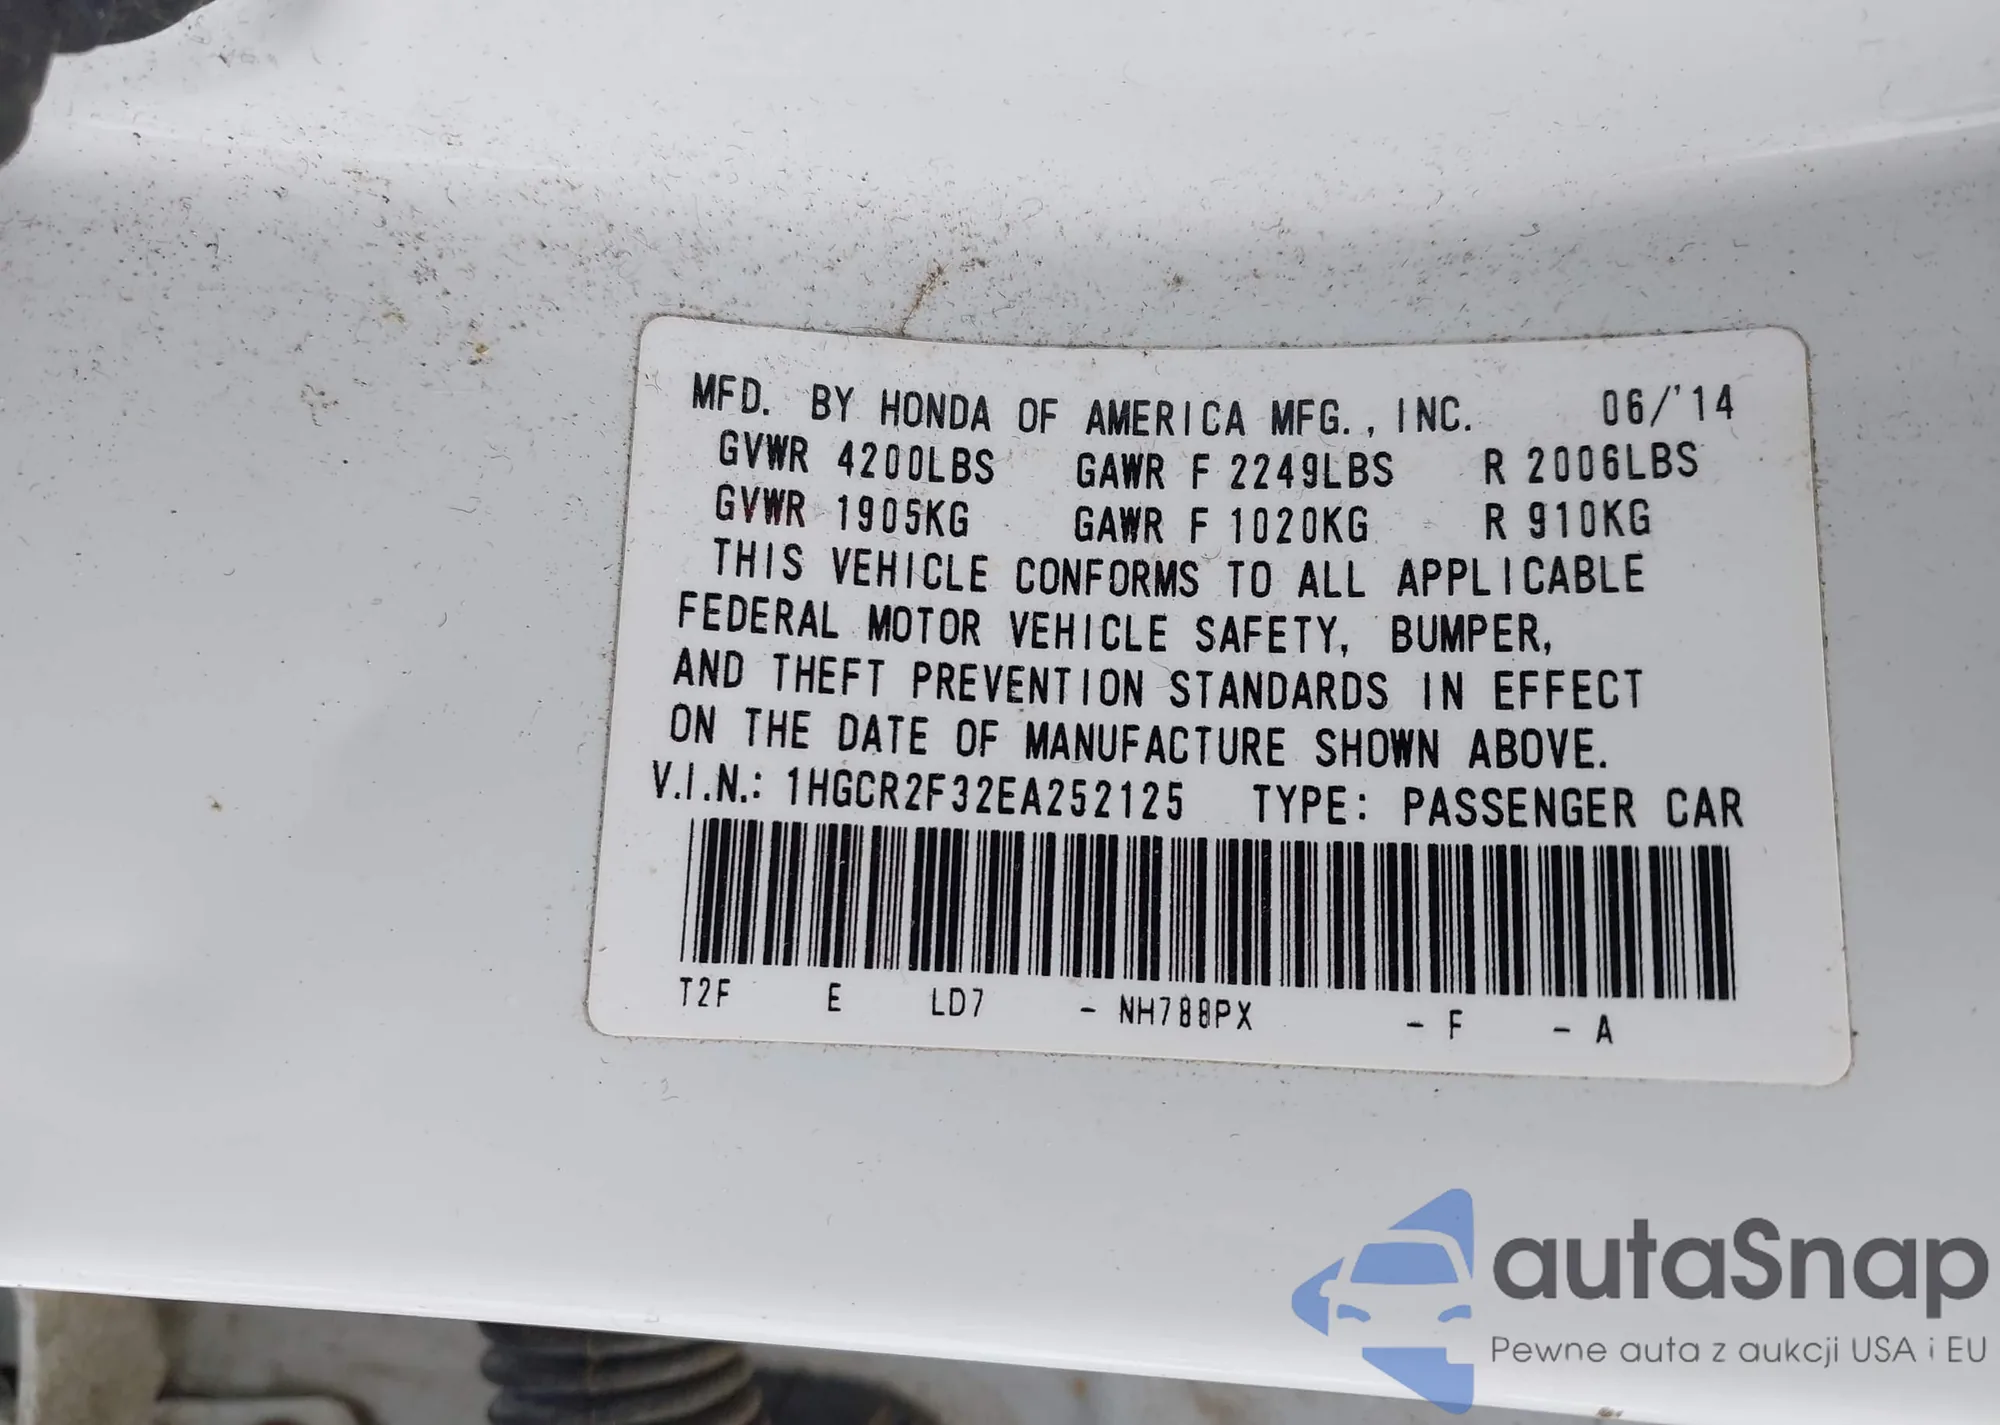 MFD. BY HONDA OF AMERICA MFG., INC. 06/'14
GVWR 4200LBS GAWR F 2249LBS R 2006LBS
GVWR 1905KG GAWR F 1020KG R 910KG
THIS VEHICLE CONFORMS TO ALL APPLICABLE
FEDERAL MOTOR VEHICLE SAFETY, BUMPER,
AND THEFT PREVENTION STANDARDS IN EFFECT
ON THE DATE OF MANUFACTURE SHOWN ABOVE.
V.I.N.: 1HGCR2F32EA252125 TYPE: PASSENGER CAR
T2F E LD7 - NH788PX - F - A
autaSnap
Pewne auta z aukcji USA i EU